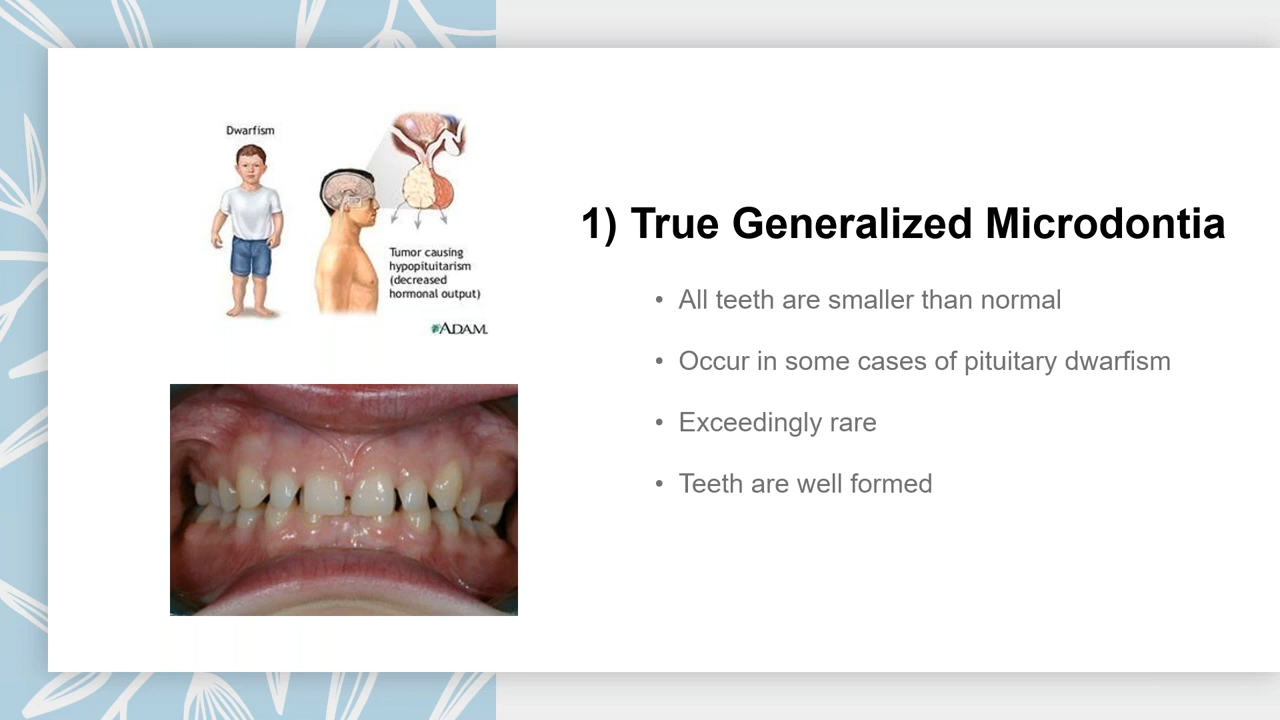 Dwarfism
Tumor causing
hypopituitarism
(decreased
hormonal output)
ADAM.
1) True Generalized Microdontia
• All teeth are smaller than normal
• Occur in some cases of pituitary dwarfism
• Exceedingly rare
• Teeth are well formed